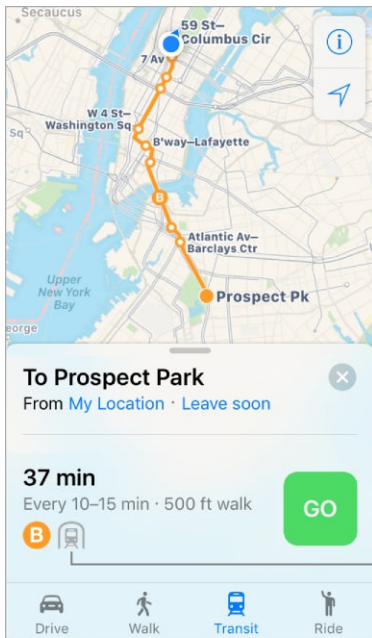 Secaucus
59 St–
Columbus Cir
7 Av
W 4 St–
Washington Sq
B'way–Lafayette
B
Atlantic Av–
Barclays Ctr
Upper
New York
Bay
Prospect Pk
eorge
To Prospect Park
From My Location · Leave soon
37 min
Every 10–15 min · 500 ft walk
GO
B
Drive
Walk
Transit
Ride